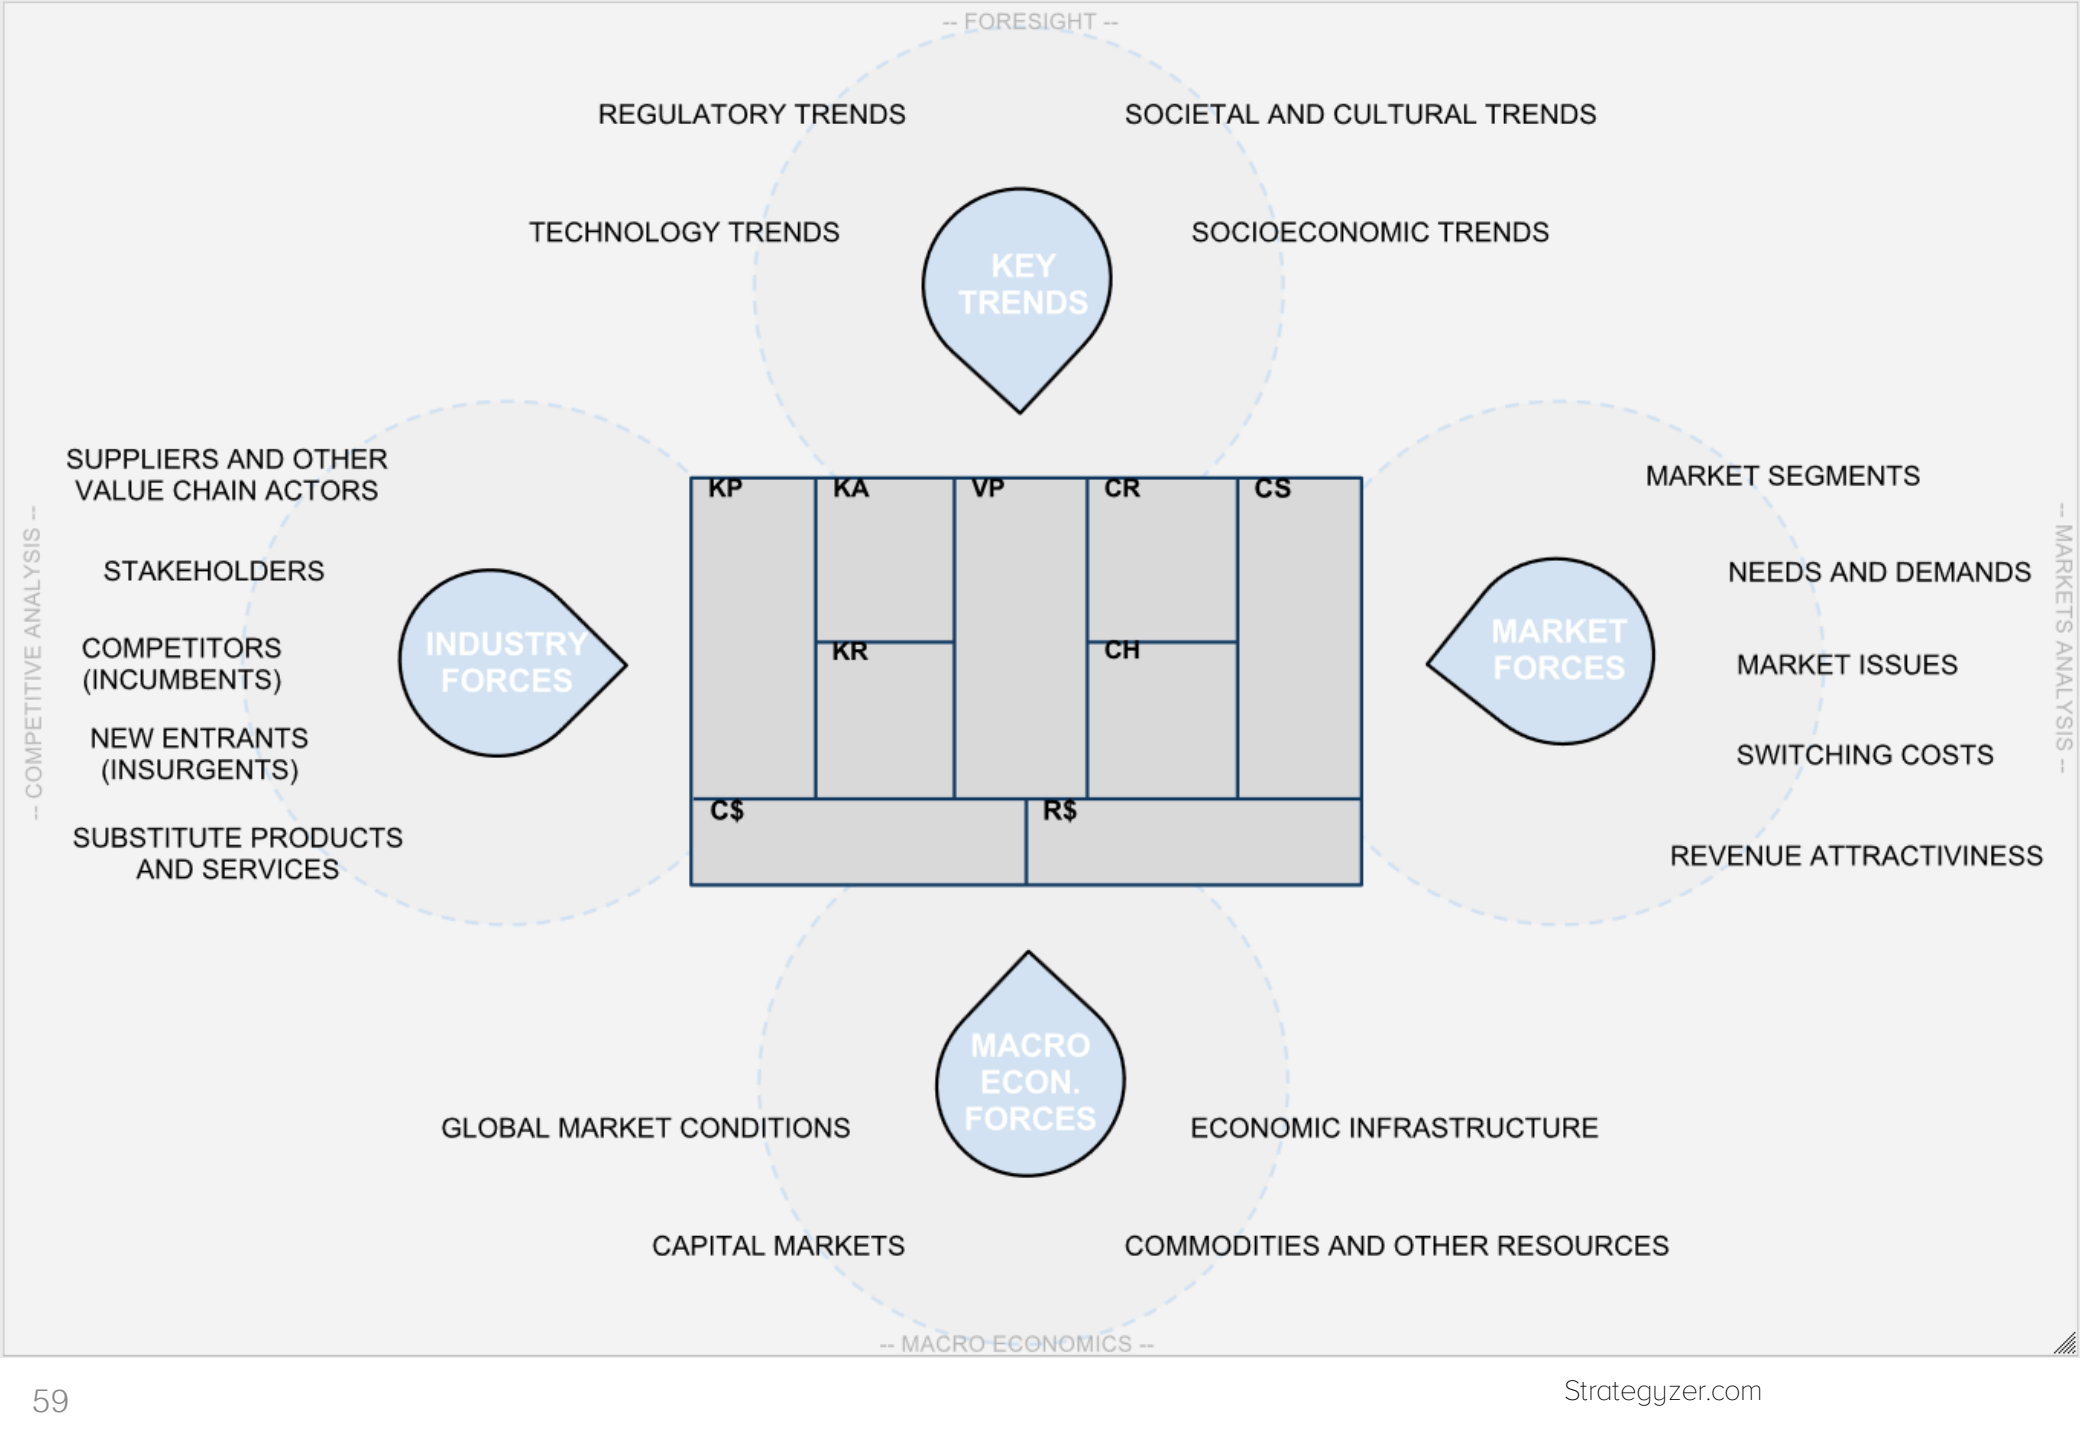 -- FORESIGHT --
REGULATORY TRENDS
SOCIETAL AND CULTURAL TRENDS
TECHNOLOGY TRENDS
SOCIOECONOMIC TRENDS
KEY
TRENDS
-- COMPETITIVE ANALYSIS --
SUPPLIERS AND OTHER
VALUE CHAIN ACTORS
STAKEHOLDERS
COMPETITORS
(INCUMBENTS)
NEW ENTRANTS
(INSURGENTS)
SUBSTITUTE PRODUCTS
AND SERVICES
INDUSTRY
FORCES
KP
KA
VP
CR
CS
KR
CH
C$
R$
MARKET
FORCES
MARKET SEGMENTS
NEEDS AND DEMANDS
MARKET ISSUES
SWITCHING COSTS
REVENUE ATTRACTIVINESS
-- MARKETS ANALYSIS --
MACRO
ECON.
FORCES
GLOBAL MARKET CONDITIONS
ECONOMIC INFRASTRUCTURE
CAPITAL MARKETS
COMMODITIES AND OTHER RESOURCES
-- MACRO ECONOMICS --
59
Strategyzer.com